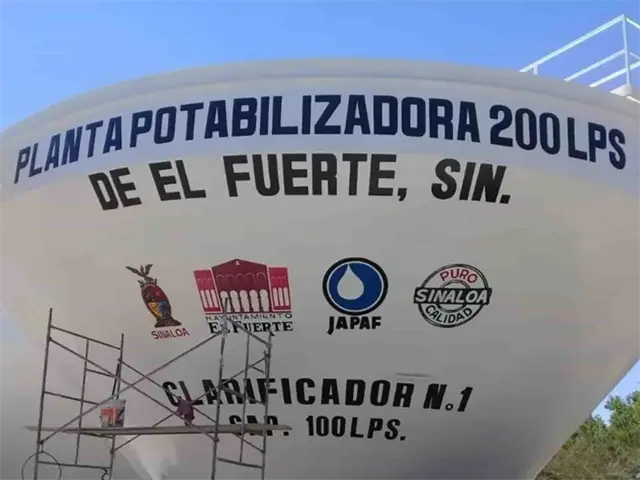 PLANTA POTABILIZADORA 200 LPS
DE EL FUERTE, SIN.
SINALOA
H.AYUNTAMIENTO
EL FUERTE
JAPAF
PURO
SINALOA
CALIDAD
CLARIFICADOR N.o 1
CAP. 100 LPS.